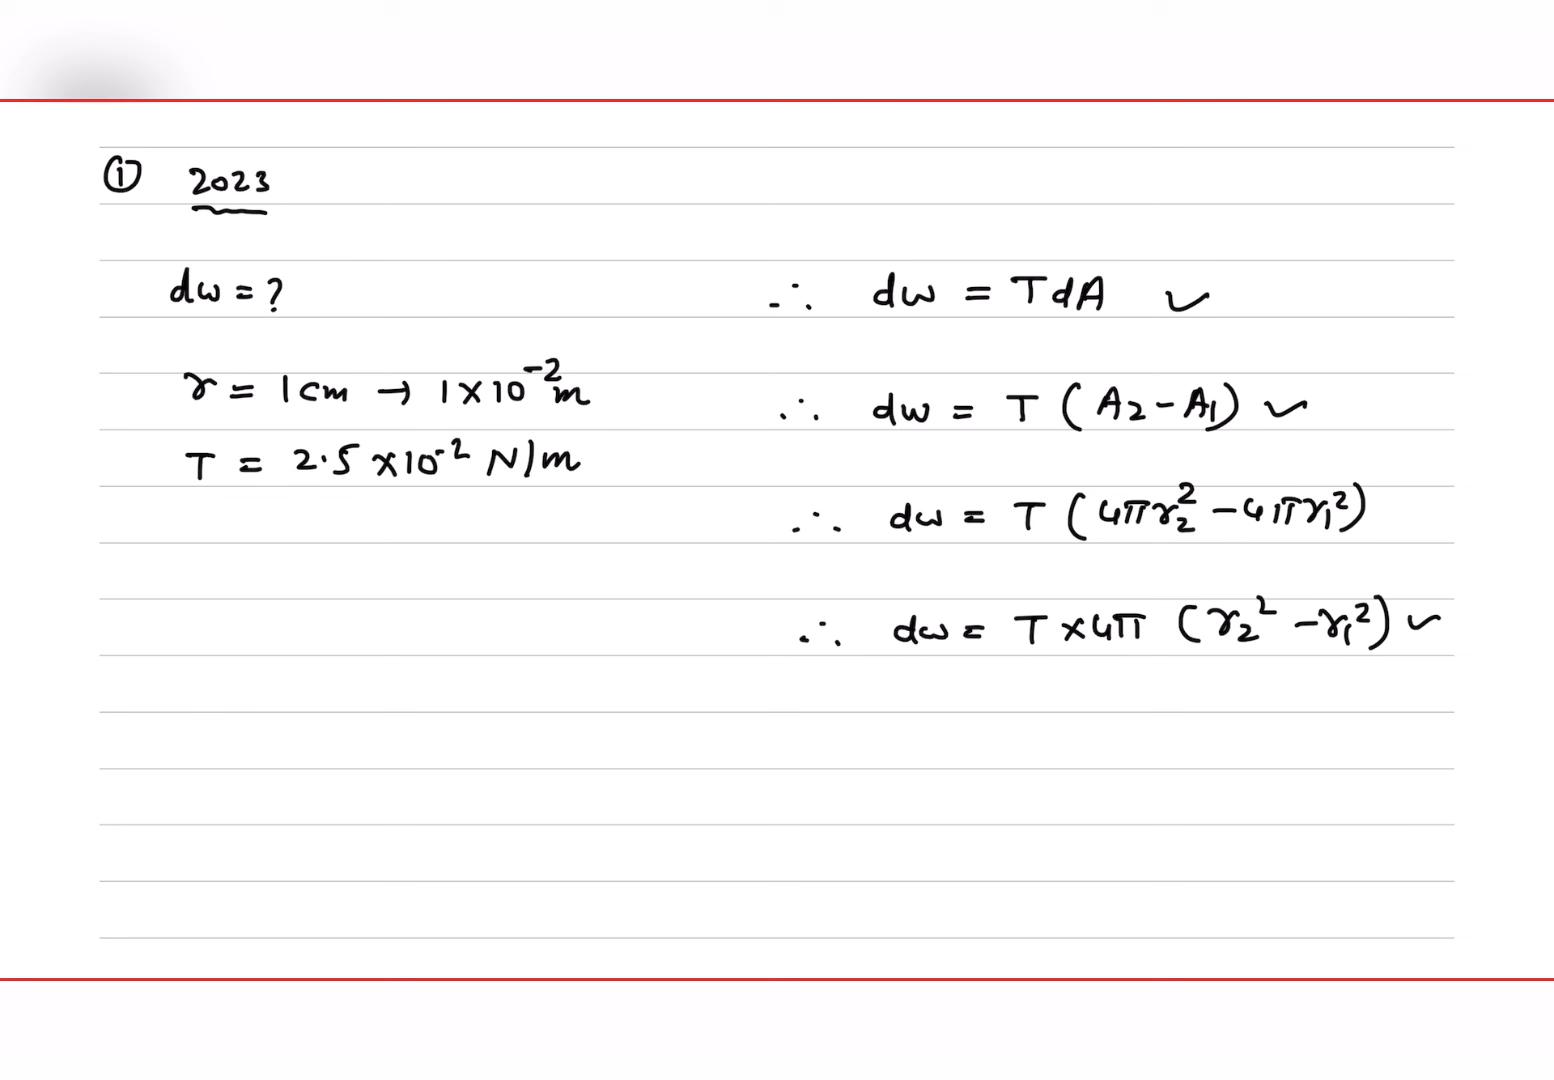 ① 2023
dw = ?
r = 1cm → 1×10⁻²m
T = 2.5×10⁻² N/m
∴ dw = TdA ✓
∴ dw = T (A₂-A₁) ✓
∴ dw = T (4πr₂² - 4πr₁²)
∴ dw = T × 4π (r₂² - r₁²) ✓